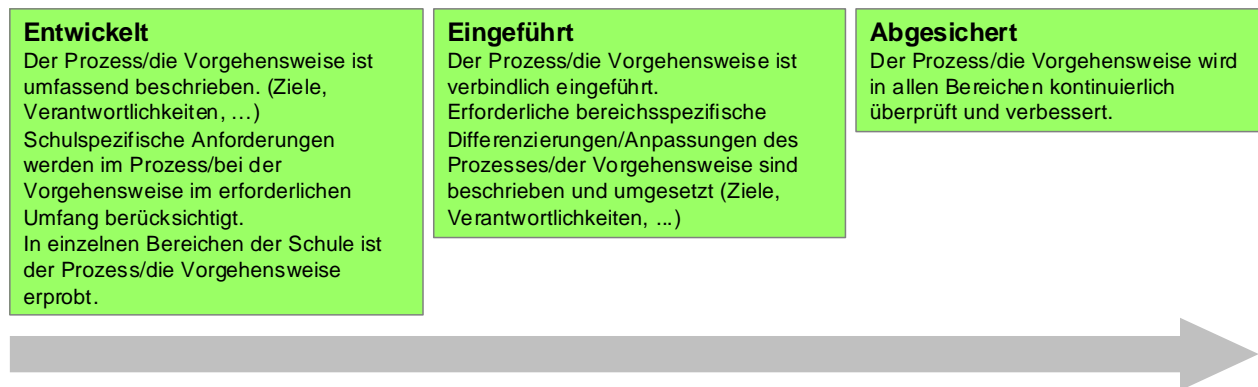 Entwickelt
Der Prozess/die Vorgehensweise ist
umfassend beschrieben. (Ziele,
Verantwortlichkeiten, …)
Schulspezifische Anforderungen
werden im Prozess/bei der
Vorgehensweise im erforderlichen
Umfang berücksichtigt.
In einzelnen Bereichen der Schule ist
der Prozess/die Vorgehensweise
erprobt.
Eingeführt
Der Prozess/die Vorgehensweise ist
verbindlich eingeführt.
Erforderliche bereichsspezifische
Differenzierungen/Anpassungen des
Prozesses/der Vorgehensweise sind
beschrieben und umgesetzt (Ziele,
Verantwortlichkeiten, ...)
Abgesichert
Der Prozess/die Vorgehensweise wird
in allen Bereichen kontinuierlich
überprüft und verbessert.